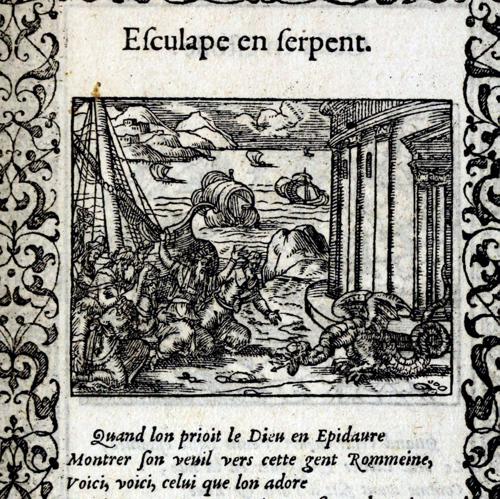 Eſculape en ſerpent.
Quand lon prioit le Dieu en Epidaure
Montrer ſon veuil vers cette gent Rommeine,
Voici, voici, celui que lon adore